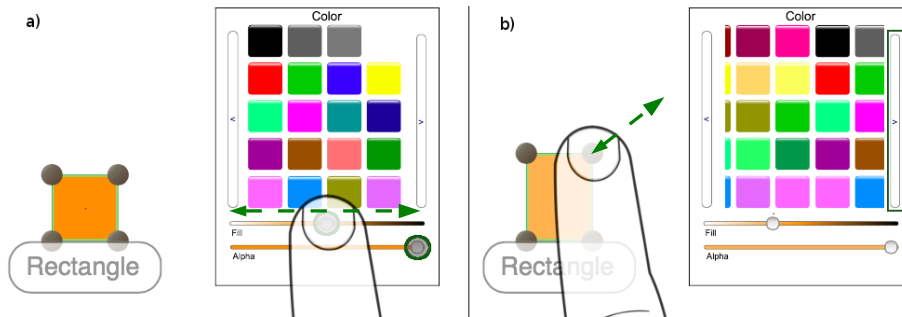 a)
Color
<
>
Fill
Alpha
Rectangle
b)
Color
<
>
Fill
Alpha
Rectangle